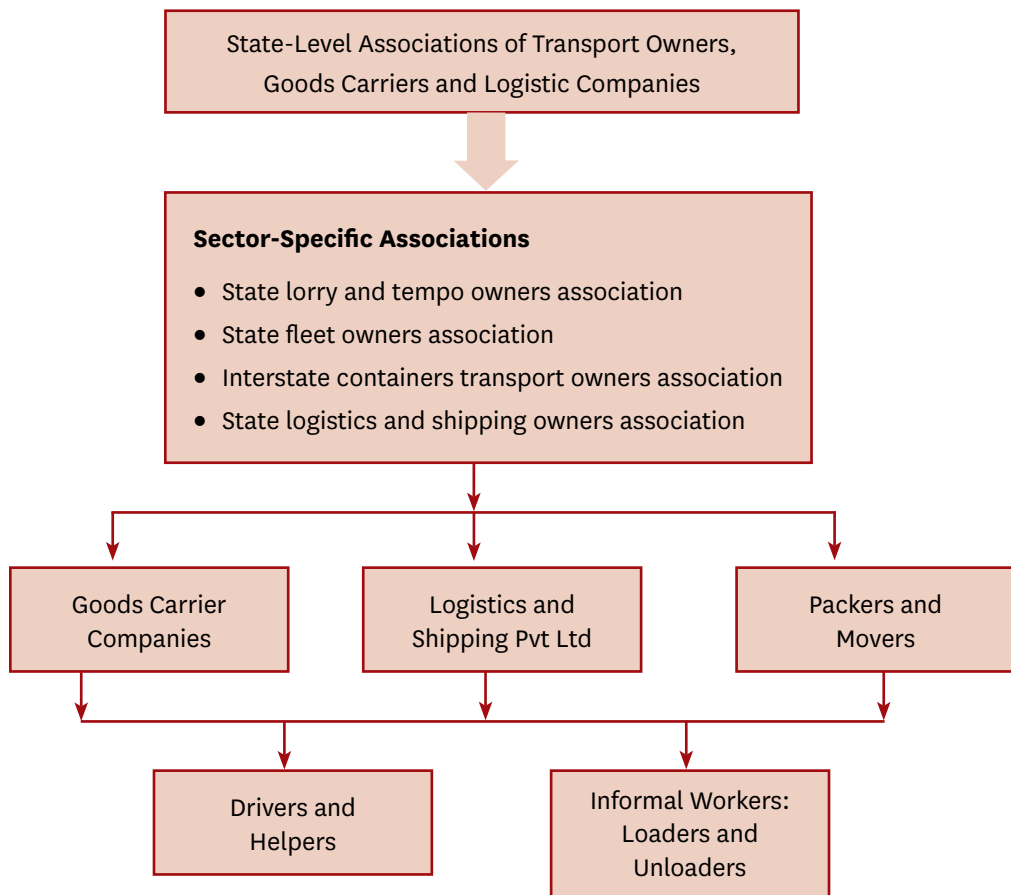 State-Level Associations of Transport Owners,
Goods Carriers and Logistic Companies
Sector-Specific Associations
• State lorry and tempo owners association
• State fleet owners association
• Interstate containers transport owners association
• State logistics and shipping owners association
Goods Carrier
Companies
Logistics and
Shipping Pvt Ltd
Packers and
Movers
Drivers and
Helpers
Informal Workers:
Loaders and
Unloaders